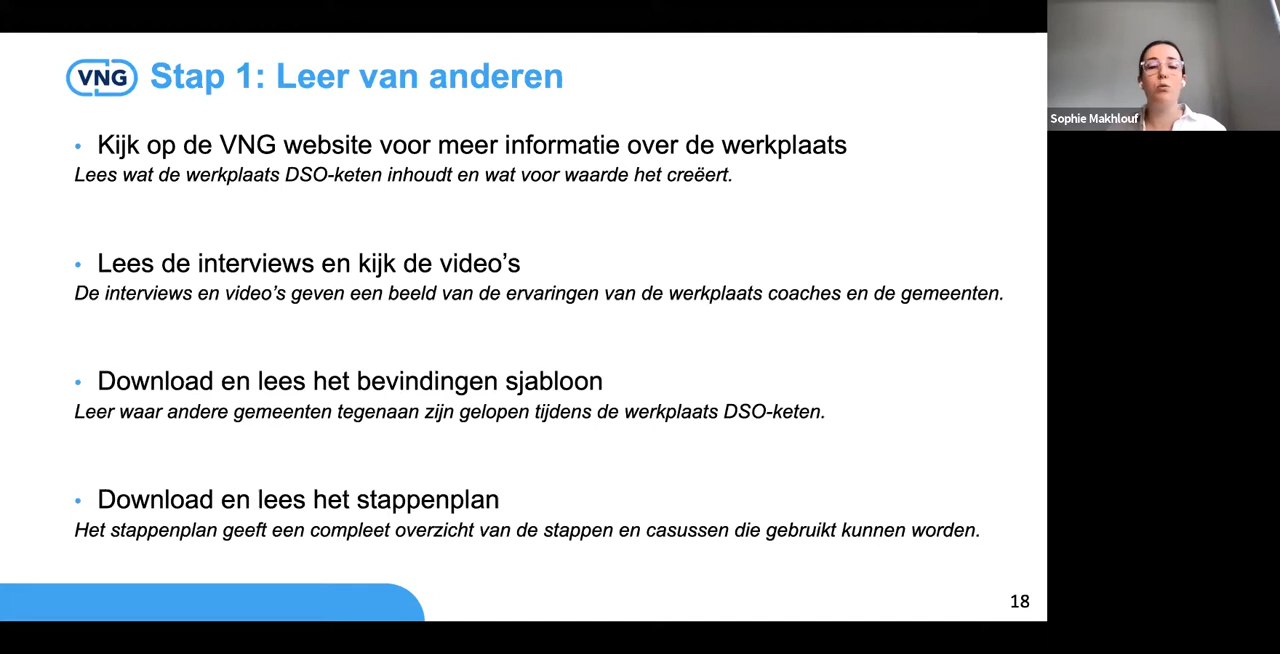 VNG Stap 1: Leer van anderen
Sophie Makhlouf
• Kijk op de VNG website voor meer informatie over de werkplaats
Lees wat de werkplaats DSO-keten inhoudt en wat voor waarde het creëert.
• Lees de interviews en kijk de video’s
De interviews en video’s geven een beeld van de ervaringen van de werkplaats coaches en de gemeenten.
• Download en lees het bevindingen sjabloon
Leer waar andere gemeenten tegenaan zijn gelopen tijdens de werkplaats DSO-keten.
• Download en lees het stappenplan
Het stappenplan geeft een compleet overzicht van de stappen en casussen die gebruikt kunnen worden.
18